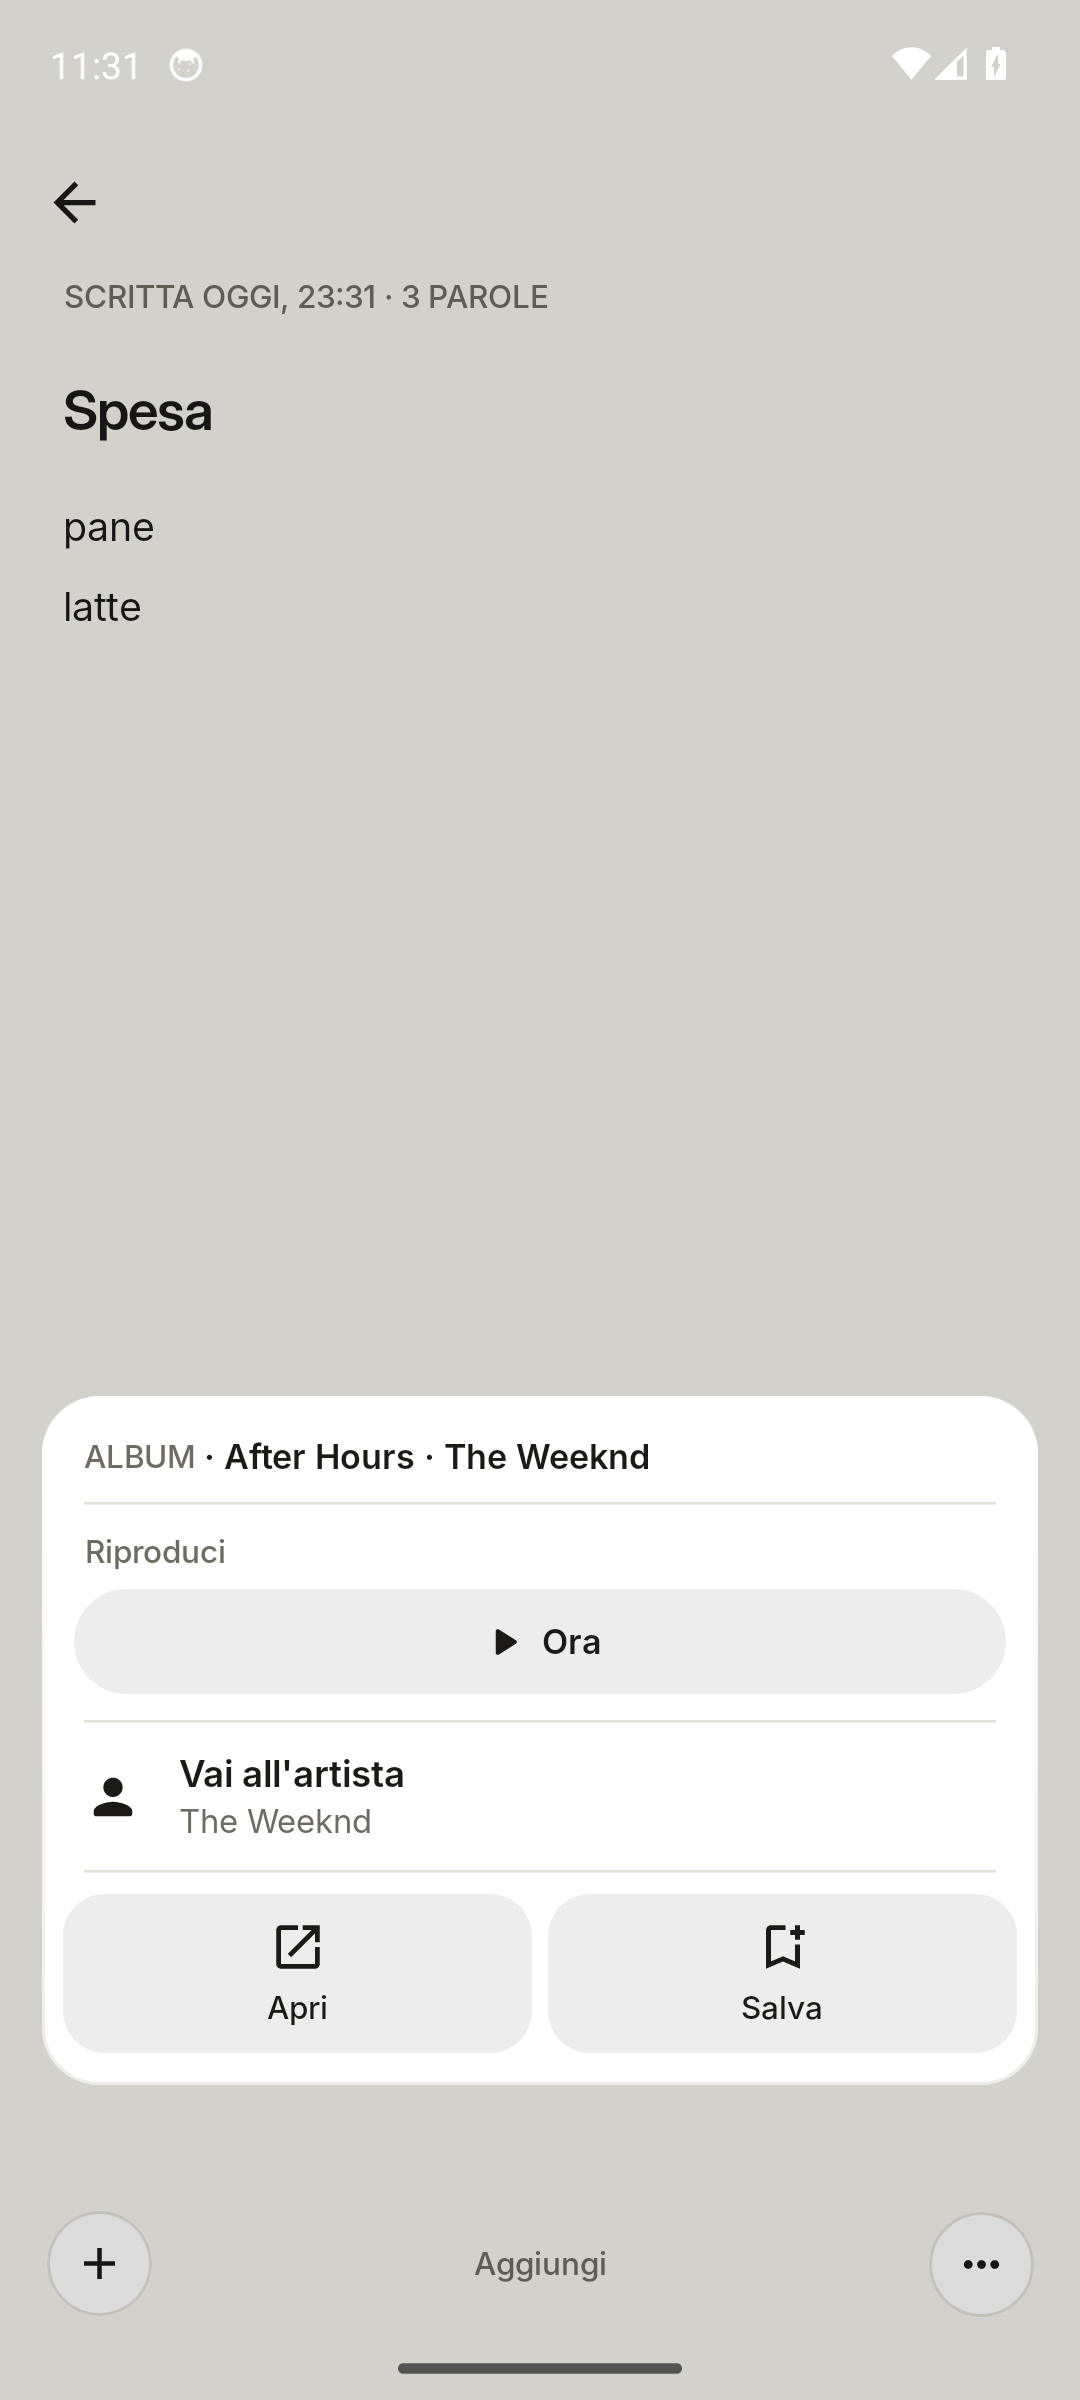 11:31
SCRITTA OGGI, 23:31 · 3 PAROLE
Spesa
pane
latte
ALBUM · After Hours · The Weeknd
Riproduci
Ora
Vai all'artista
The Weeknd
Apri
Salva
Aggiungi